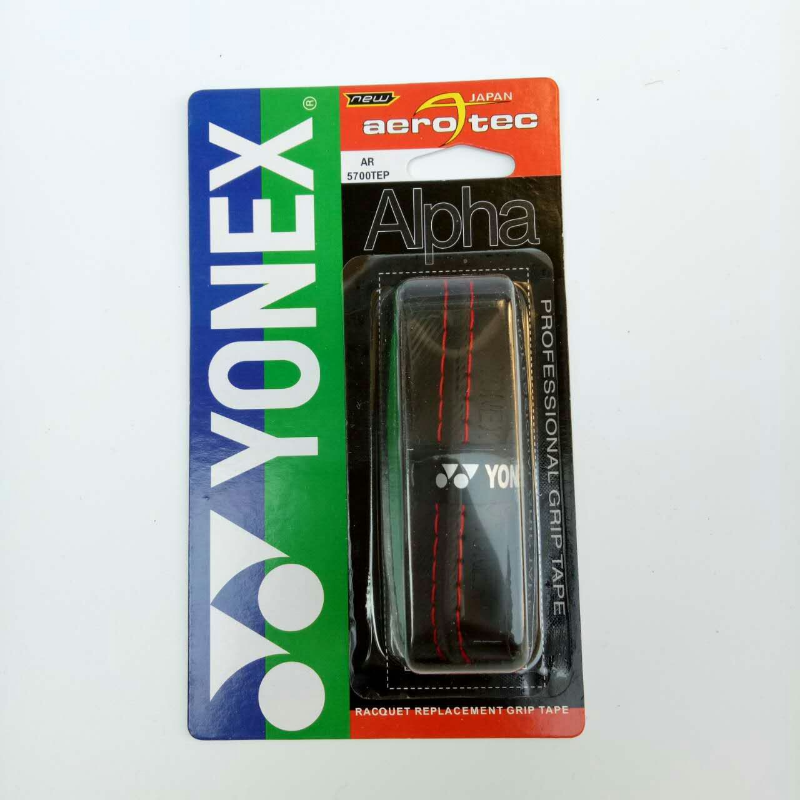 YONEX®
new
JAPAN
aerotec
AR
5700TEP
Alpha
PROFESSIONAL GRIP TAPE
YON
RACQUET REPLACEMENT GRIP TAPE